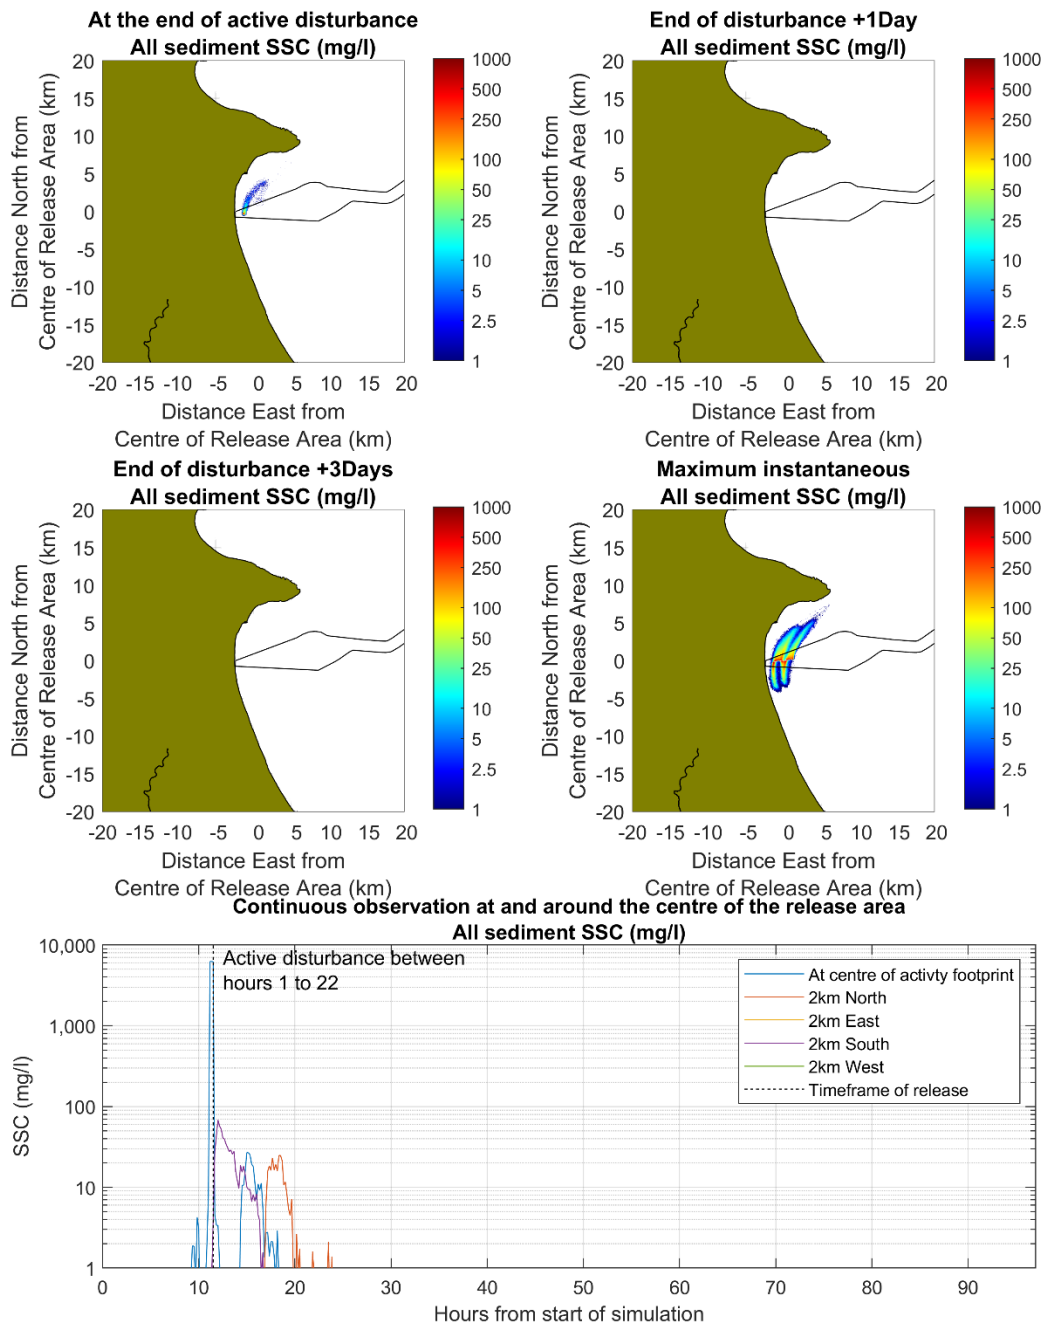 At the end of active disturbance
All sediment SSC (mg/l)
End of disturbance +1Day
All sediment SSC (mg/l)
Distance North from
Centre of Release Area (km)
20
15
10
5
0
-5
-10
-15
-20
-20 -15 -10 -5 0 5 10 15 20
Distance East from
Centre of Release Area (km)
1000
500
250
100
50
25
10
5
2.5
1
Distance North from
Centre of Release Area (km)
20
15
10
5
0
-5
-10
-15
-20
-20 -15 -10 -5 0 5 10 15 20
Distance East from
Centre of Release Area (km)
1000
500
250
100
50
25
10
5
2.5
1
End of disturbance +3Days
All sediment SSC (mg/l)
Maximum instantaneous
All sediment SSC (mg/l)
Distance North from
Centre of Release Area (km)
20
15
10
5
0
-5
-10
-15
-20
-20 -15 -10 -5 0 5 10 15 20
Distance East from
Centre of Release Area (km)
1000
500
250
100
50
25
10
5
2.5
1
Distance North from
Centre of Release Area (km)
20
15
10
5
0
-5
-10
-15
-20
-20 -15 -10 -5 0 5 10 15 20
Distance East from
Centre of Release Area (km)
1000
500
250
100
50
25
10
5
2.5
1
Continuous observation at and around the centre of the release area
All sediment SSC (mg/l)
SSC (mg/l)
10,000
1,000
100
10
1
Active disturbance between
hours 1 to 22
At centre of activty footprint
2km North
2km East
2km South
2km West
Timeframe of release
0 10 20 30 40 50 60 70 80 90
Hours from start of simulation